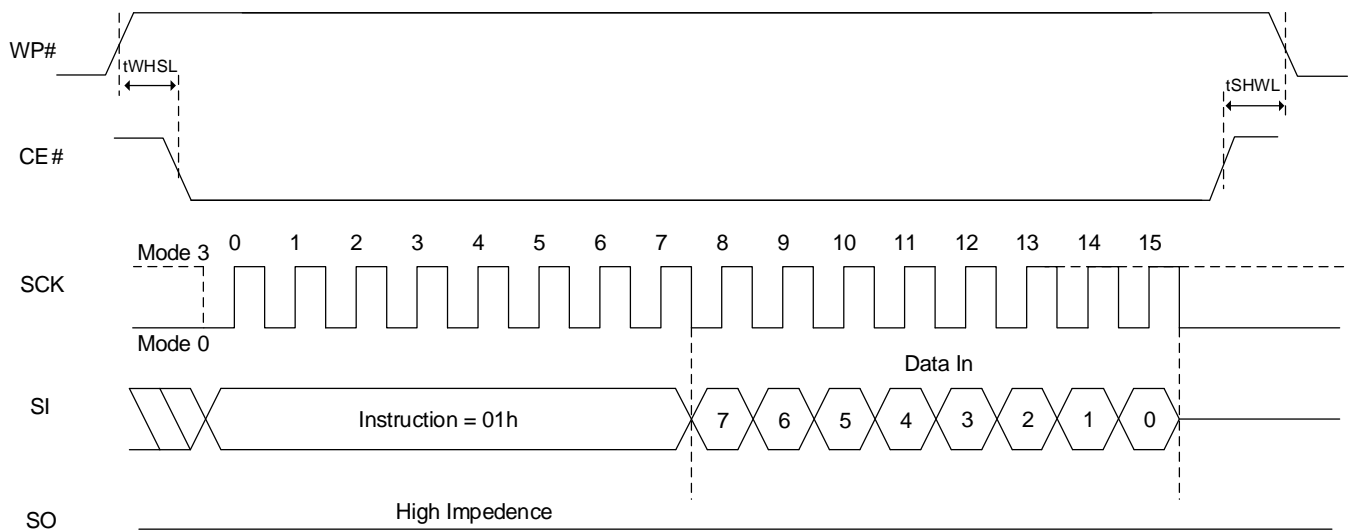 WP#
tWHSL
tSHWL
CE#
0 1 2 3 4 5 6 7 8 9 10 11 12 13 14 15
Mode 3
SCK
Mode 0
Data In
SI
Instruction = 01h
7 6 5 4 3 2 1 0
High Impedence
SO